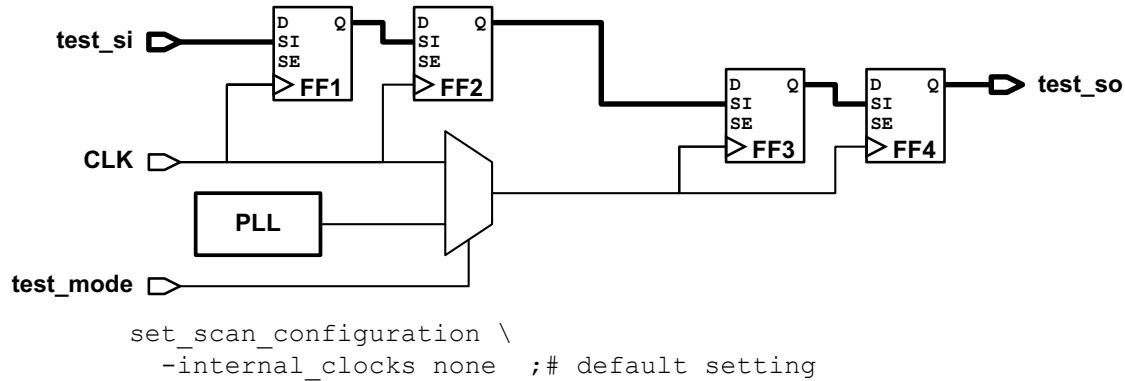 D Q
SI
SE
FF1
D Q
SI
SE
FF2
test_si
D Q
SI
SE
FF3
D Q
SI
SE
FF4
test_so
CLK
PLL
test_mode
set_scan_configuration \
-internal_clocks none ;# default setting